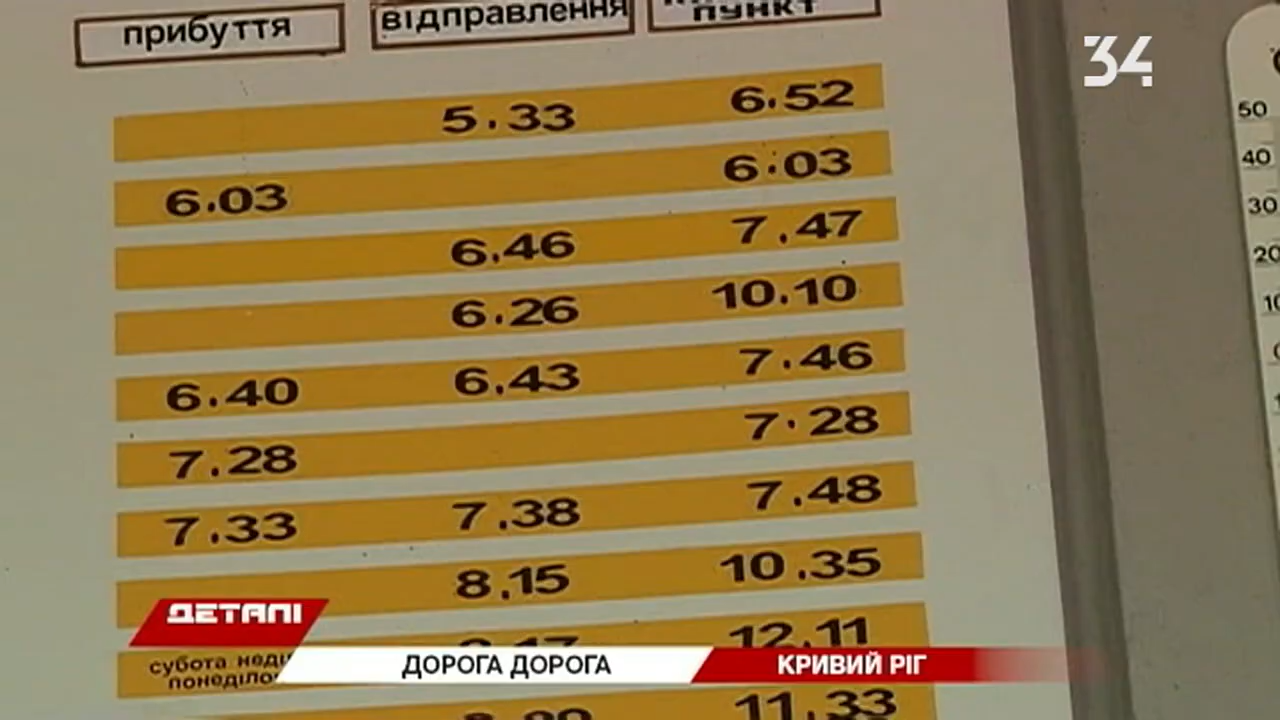 прибуття відправлення пункт
34
5.33 6.52
6.03 6.03
6.46 7.47
6.26 10.10
6.40 6.43 7.46
7.28 7.28
7.33 7.38 7.48
8.15 10.35
12.11
субота
11.33
50
40
30
20
ДЕТАЛІ
ДОРОГА ДОРОГА
КРИВИЙ РІГ